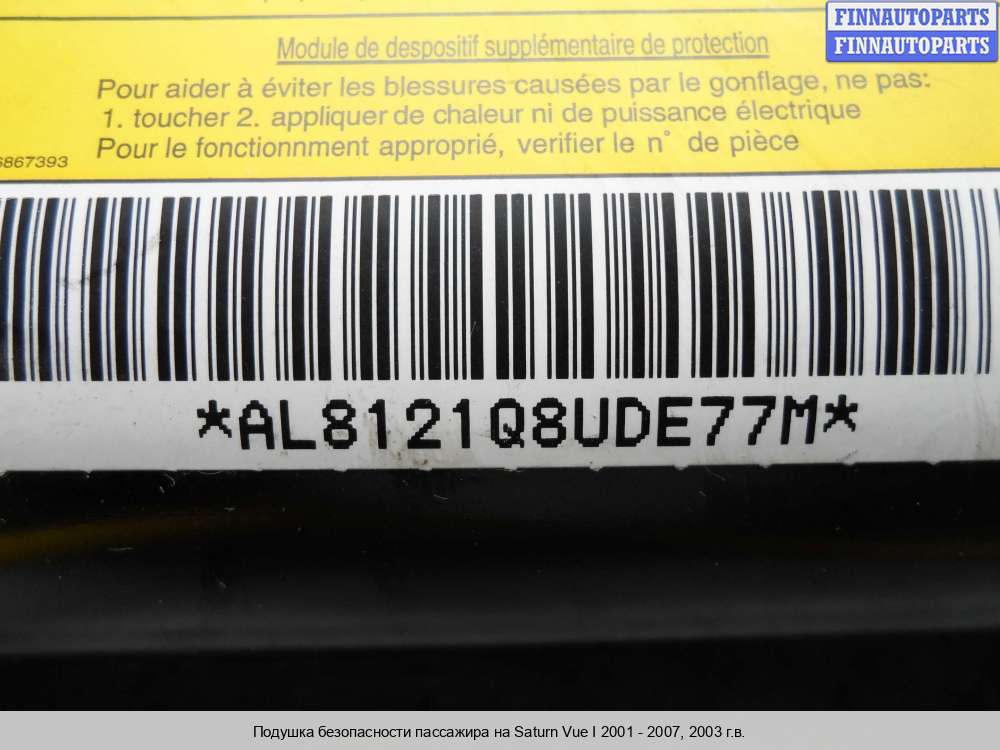 FINNAUTOPARTS
FINNAUTOPARTS
Module de despositif supplémentaire de protection
Pour aider à éviter les blessures causées par le gonflage, ne pas:
1. toucher 2. appliquer de chaleur ni de puissance électrique
Pour le fonctionnment approprié, verifier le n° de pièce
6867393
*AL8121Q8UDE77M*
Подушка безопасности пассажира на Saturn Vue I 2001 - 2007, 2003 г.в.